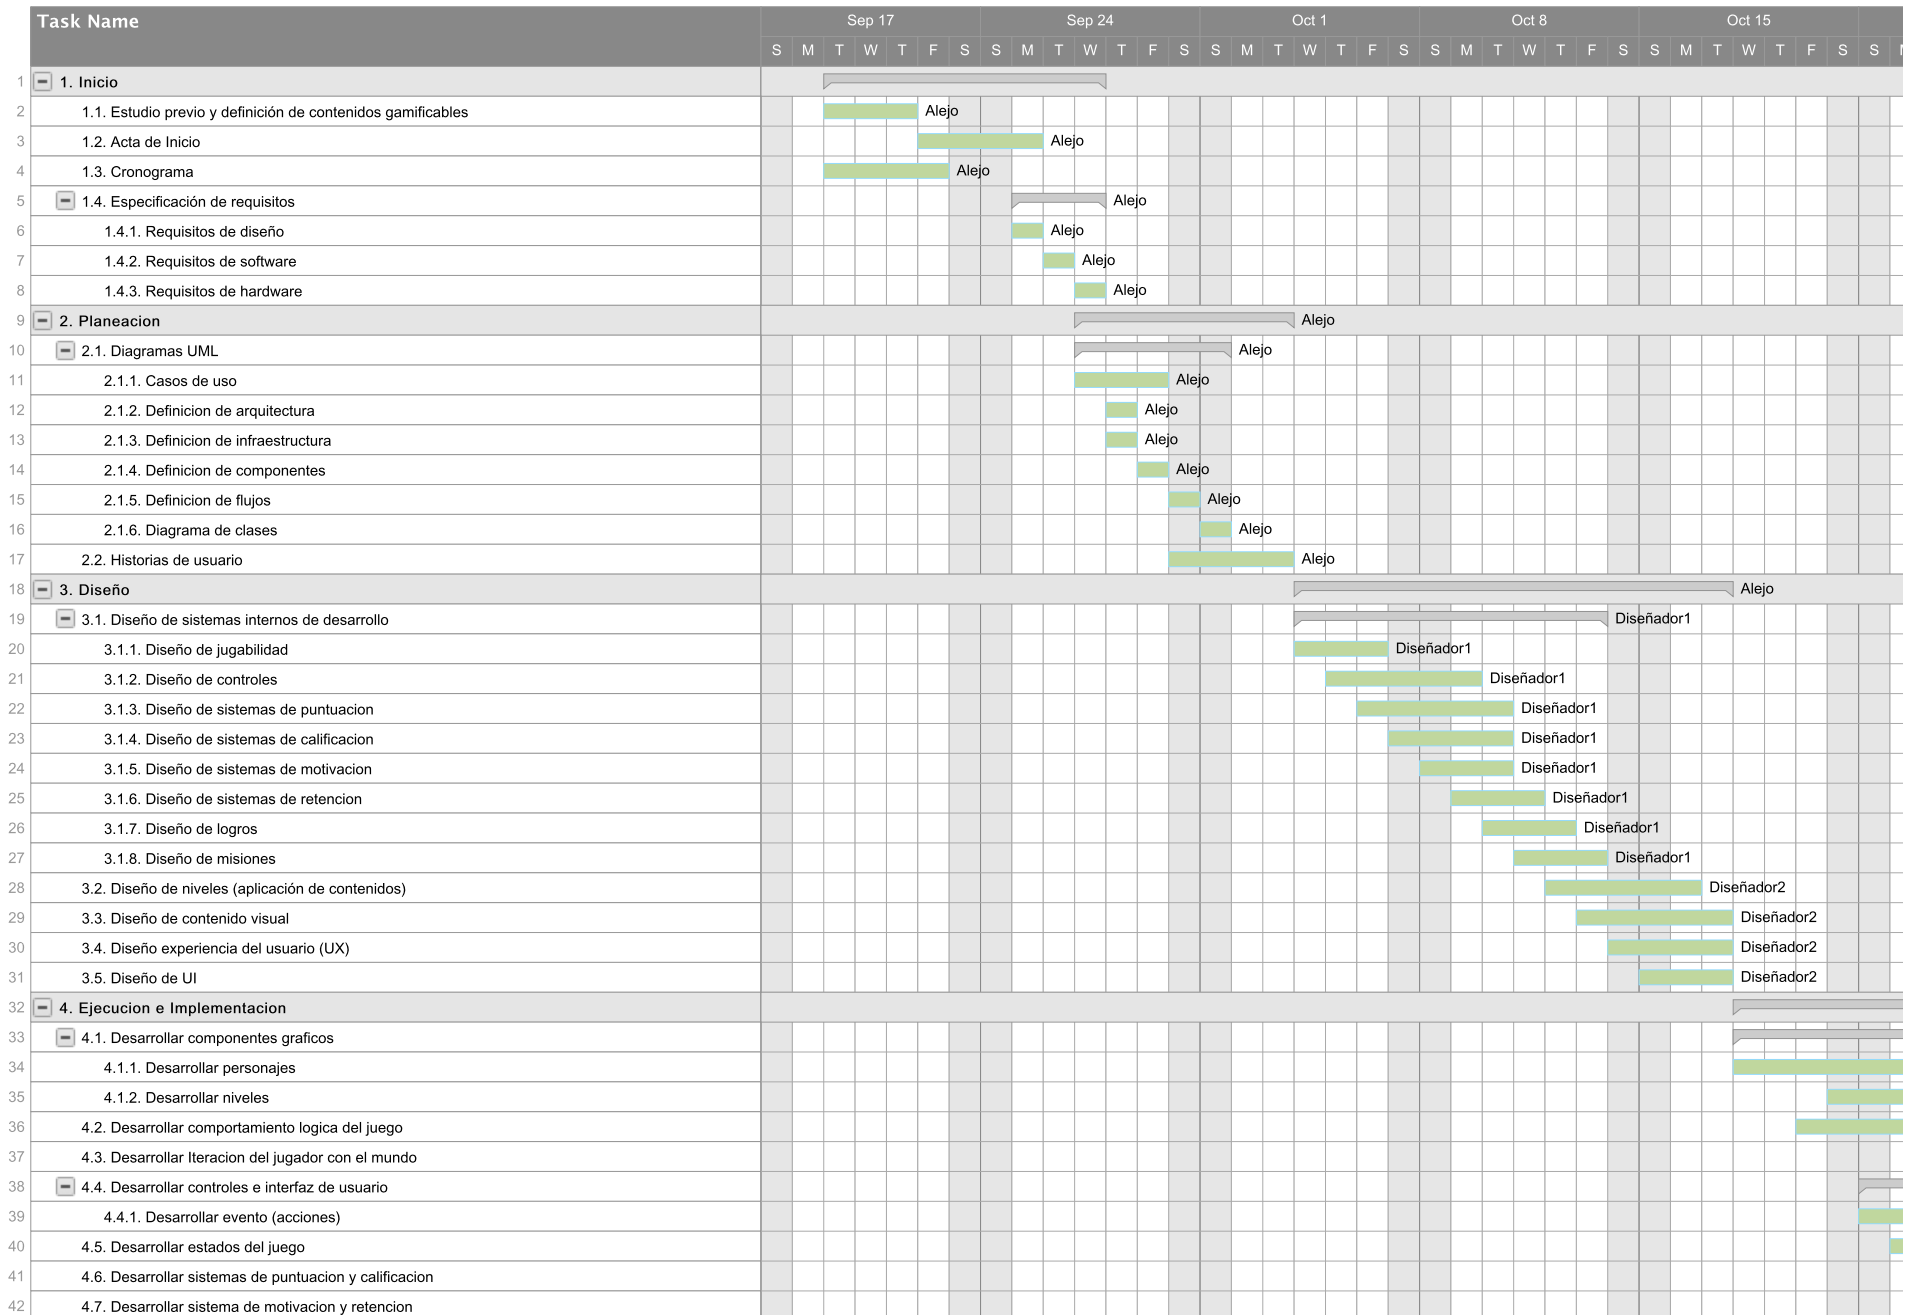 Task Name Sep 17 Sep 24 Oct 1 Oct 8 Oct 15
S M T W T F S S M T W T F S S M T W T F S S M T W T F S S M T W T F S S
1 1. Inicio
2 1.1. Estudio previo y definición de contenidos gamificables Alejo
3 1.2. Acta de Inicio Alejo
4 1.3. Cronograma Alejo
5 1.4. Especificación de requisitos Alejo
6 1.4.1. Requisitos de diseño Alejo
7 1.4.2. Requisitos de software Alejo
8 1.4.3. Requisitos de hardware Alejo
9 2. Planeacion Alejo
10 2.1. Diagramas UML Alejo
11 2.1.1. Casos de uso Alejo
12 2.1.2. Definicion de arquitectura Alejo
13 2.1.3. Definicion de infraestructura Alejo
14 2.1.4. Definicion de componentes Alejo
15 2.1.5. Definicion de flujos Alejo
16 2.1.6. Diagrama de clases Alejo
17 2.2. Historias de usuario Alejo
18 3. Diseño Alejo
19 3.1. Diseño de sistemas internos de desarrollo Diseñador1
20 3.1.1. Diseño de jugabilidad Diseñador1
21 3.1.2. Diseño de controles Diseñador1
22 3.1.3. Diseño de sistemas de puntuacion Diseñador1
23 3.1.4. Diseño de sistemas de calificacion Diseñador1
24 3.1.5. Diseño de sistemas de motivacion Diseñador1
25 3.1.6. Diseño de sistemas de retencion Diseñador1
26 3.1.7. Diseño de logros Diseñador1
27 3.1.8. Diseño de misiones Diseñador1
28 3.2. Diseño de niveles (aplicación de contenidos) Diseñador2
29 3.3. Diseño de contenido visual Diseñador2
30 3.4. Diseño experiencia del usuario (UX) Diseñador2
31 3.5. Diseño de UI Diseñador2
32 4. Ejecucion e Implementacion
33 4.1. Desarrollar componentes graficos
34 4.1.1. Desarrollar personajes
35 4.1.2. Desarrollar niveles
36 4.2. Desarrollar comportamiento logica del juego
37 4.3. Desarrollar Iteracion del jugador con el mundo
38 4.4. Desarrollar controles e interfaz de usuario
39 4.4.1. Desarrollar evento (acciones)
40 4.5. Desarrollar estados del juego
41 4.6. Desarrollar sistemas de puntuacion y calificacion
42 4.7. Desarrollar sistema de motivacion y retencion